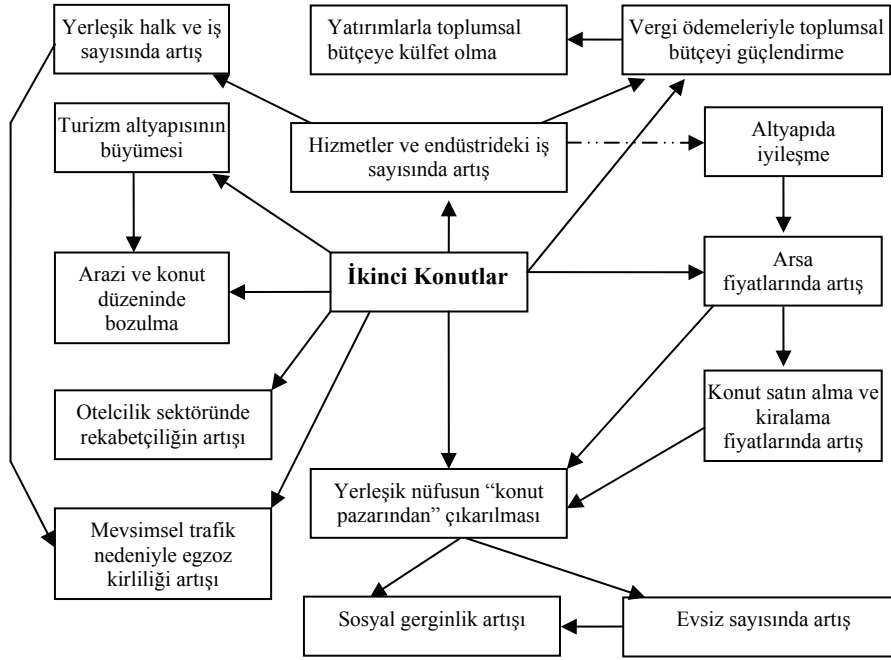 Yerleşik halk ve iş
sayısında artış
Yatırımlarla toplumsal
bütçeye külfet olma
Vergi ödemeleriyle toplumsal
bütçeyi güçlendirme
Turizm altyapısının
büyümesi
Hizmetler ve endüstrideki iş
sayısında artış
Altyapıda
iyileşme
Arazi ve konut
düzeninde
bozulma
İkinci Konutlar
Arsa
fiyatlarında artış
Otelcilik sektöründe
rekabetçiliğin artışı
Konut satın alma ve
kiralama
fiyatlarında artış
Yerleşik nüfusun “konut
pazarından” çıkarılması
Mevsimsel trafik
nedeniyle egzoz
kirliliği artışı
Sosyal gerginlik artışı
Evsiz sayısında artış